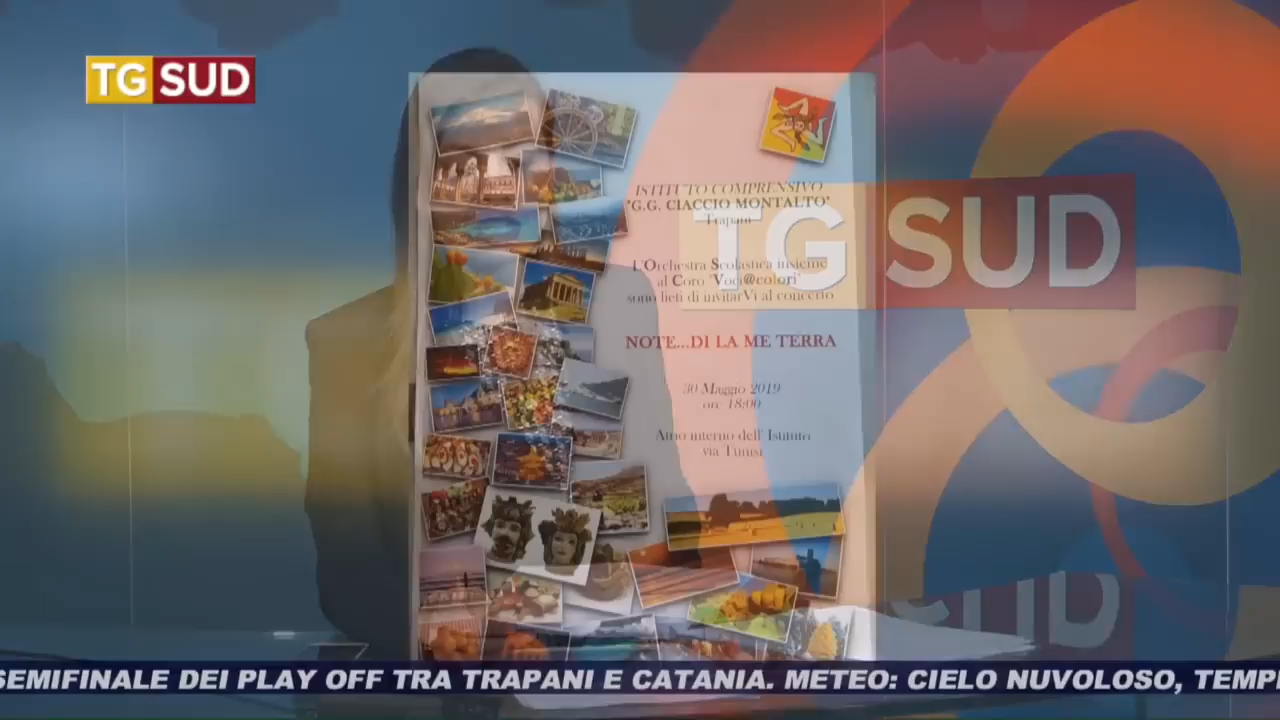 TG SUD
ISTITUTO COMPRENSIVO
"G.G. CIACCIO MONTALTO"
Trapani
TG SUD
L'Orchestra Scolastica insieme
al Coro "Voci@colori"
sono lieti di invitarVi al concerto
NOTE...DI LA ME TERRA
30 Maggio 2019
ore 18:00
Atrio interno dell' Istituto
via Tunisi
SEMIFINALE DEI PLAY OFF TRA TRAPANI E CATANIA. METEO: CIELO NUVOLOSO, TEMP